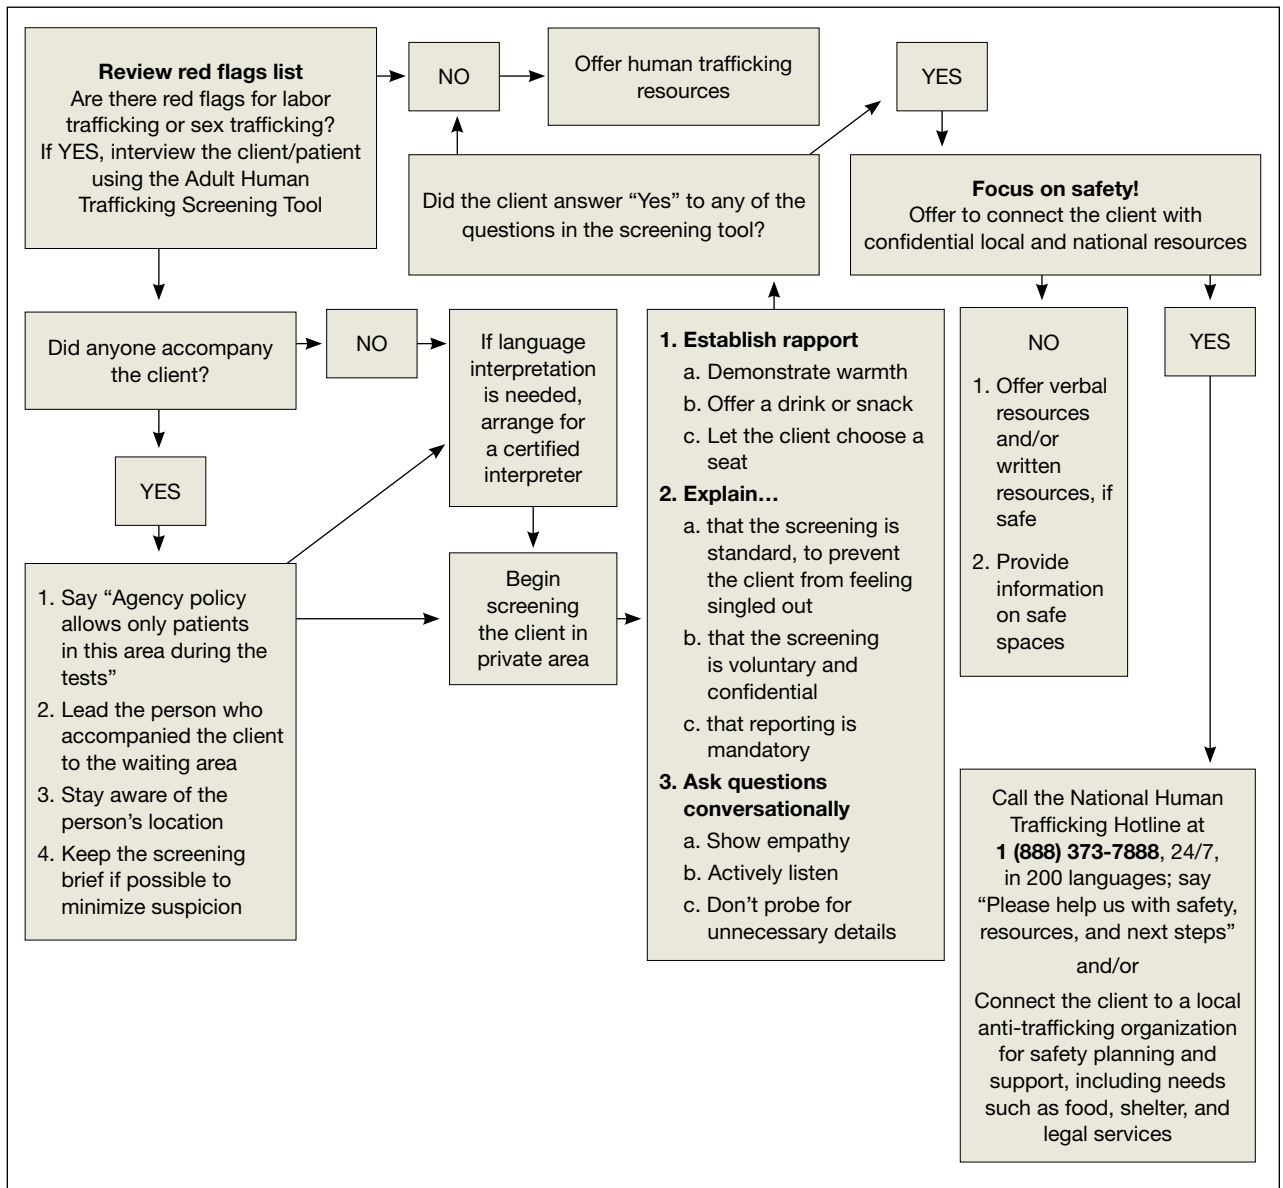 Review red flags list
Are there red flags for labor
trafficking or sex trafficking?
If YES, interview the client/patient
using the Adult Human
Trafficking Screening Tool
NO
Offer human trafficking
resources
YES
Did the client answer “Yes” to any of the
questions in the screening tool?
Focus on safety!
Offer to connect the client with
confidential local and national resources
Did anyone accompany
the client?
NO
If language
interpretation
is needed,
arrange for
a certified
interpreter
YES
1. Say “Agency policy
allows only patients
in this area during the
tests”
2. Lead the person who
accompanied the client
to the waiting area
3. Stay aware of the
person’s location
4. Keep the screening
brief if possible to
minimize suspicion
Begin
screening
the client in
private area
1. Establish rapport
a. Demonstrate warmth
b. Offer a drink or snack
c. Let the client choose a
seat
2. Explain…
a. that the screening is
standard, to prevent
the client from feeling
singled out
b. that the screening
is voluntary and
confidential
c. that reporting is
mandatory
3. Ask questions
conversationally
a. Show empathy
b. Actively listen
c. Don’t probe for
unnecessary details
NO
1. Offer verbal
resources
and/or
written
resources, if
safe
2. Provide
information
on safe
spaces
YES
Call the National Human
Trafficking Hotline at
1 (888) 373-7888, 24/7,
in 200 languages; say
“Please help us with safety,
resources, and next steps”
and/or
Connect the client to a local
anti-trafficking organization
for safety planning and
support, including needs
such as food, shelter, and
legal services